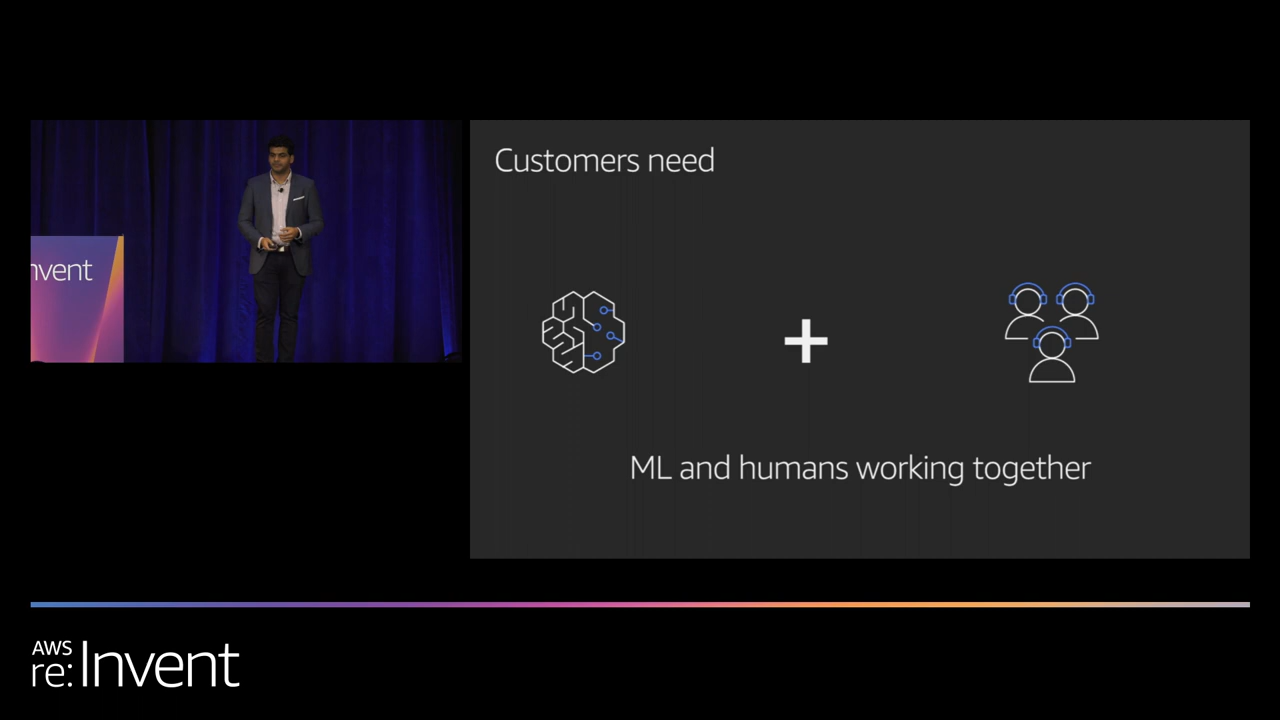 Customers need
nvent
ML and humans working together
AWS
re:Invent